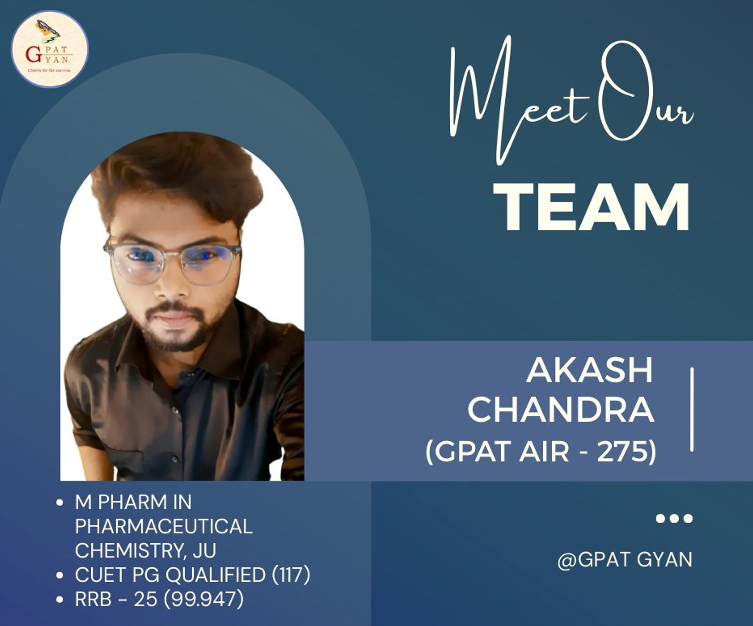 G PAT
GYAN
Meet Our
TEAM
AKASH
CHANDRA
(GPAT AIR - 275)
• M PHARM IN
PHARMACEUTICAL
CHEMISTRY, JU
• CUET PG QUALIFIED (117)
• RRB - 25 (99.947)
@GPAT GYAN